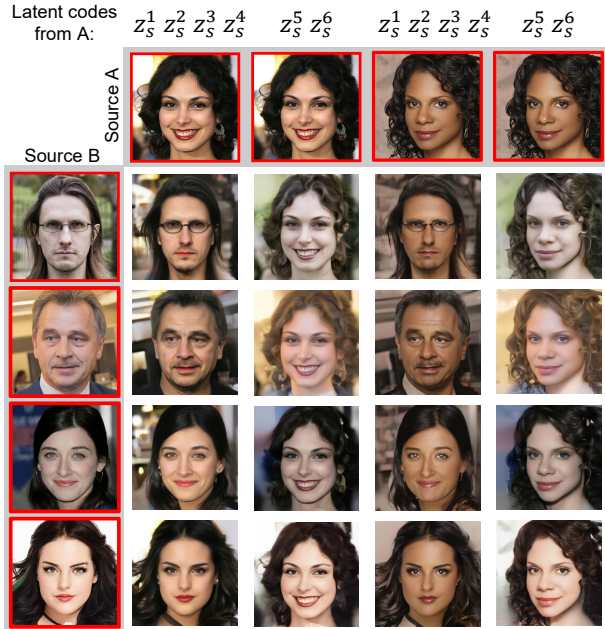 Latent codes
from A:
z_s^1 z_s^2 z_s^3 z_s^4
z_s^5 z_s^6
z_s^1 z_s^2 z_s^3 z_s^4
z_s^5 z_s^6
Source A
Source B